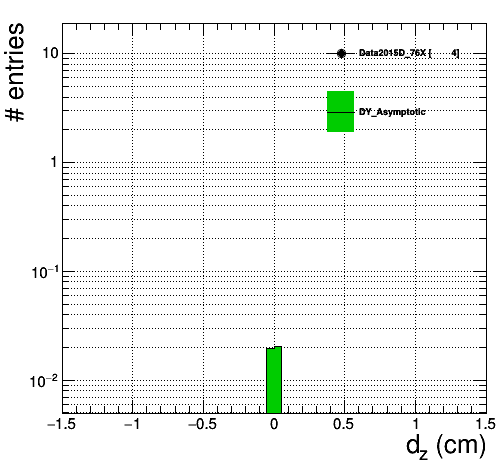 # entries
10
Data2015D_76X [ 4]
DY_Asymptotic
1
10⁻¹
10⁻²
−1.5 −1 −0.5 0 0.5 1 1.5
d_z (cm)